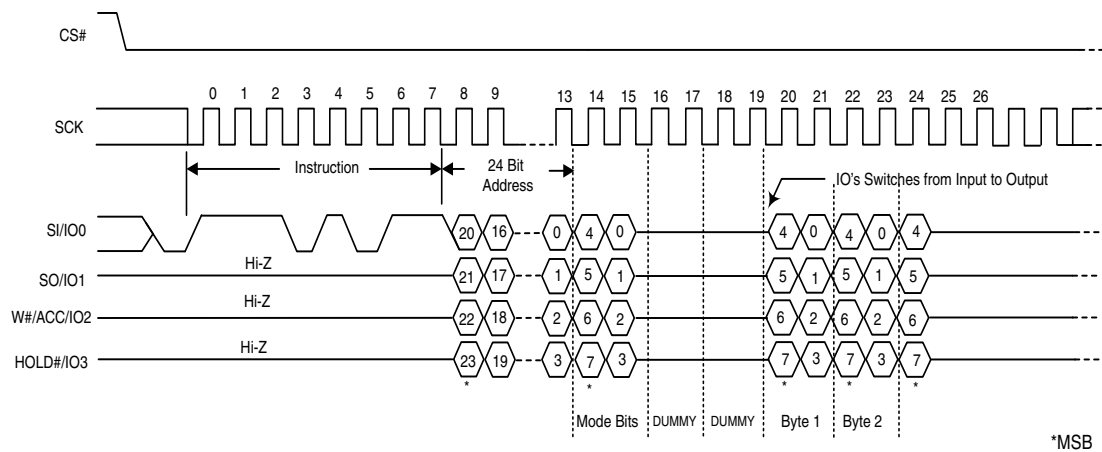 CS#
0 1 2 3 4 5 6 7 8 9 13 14 15 16 17 18 19 20 21 22 23 24 25 26
SCK
Instruction
24 Bit
Address
IO's Switches from Input to Output
SI/IO0 20 16 0 4 0 4 0 4 0 4
Hi-Z
SO/IO1 21 17 1 5 1 5 1 5 1 5
Hi-Z
W#/ACC/IO2 22 18 2 6 2 6 2 6 2 6
Hi-Z
HOLD#/IO3 23 19 3 7 3 7 3 7 3 7
* * * * *
Mode Bits DUMMY DUMMY Byte 1 Byte 2
*MSB